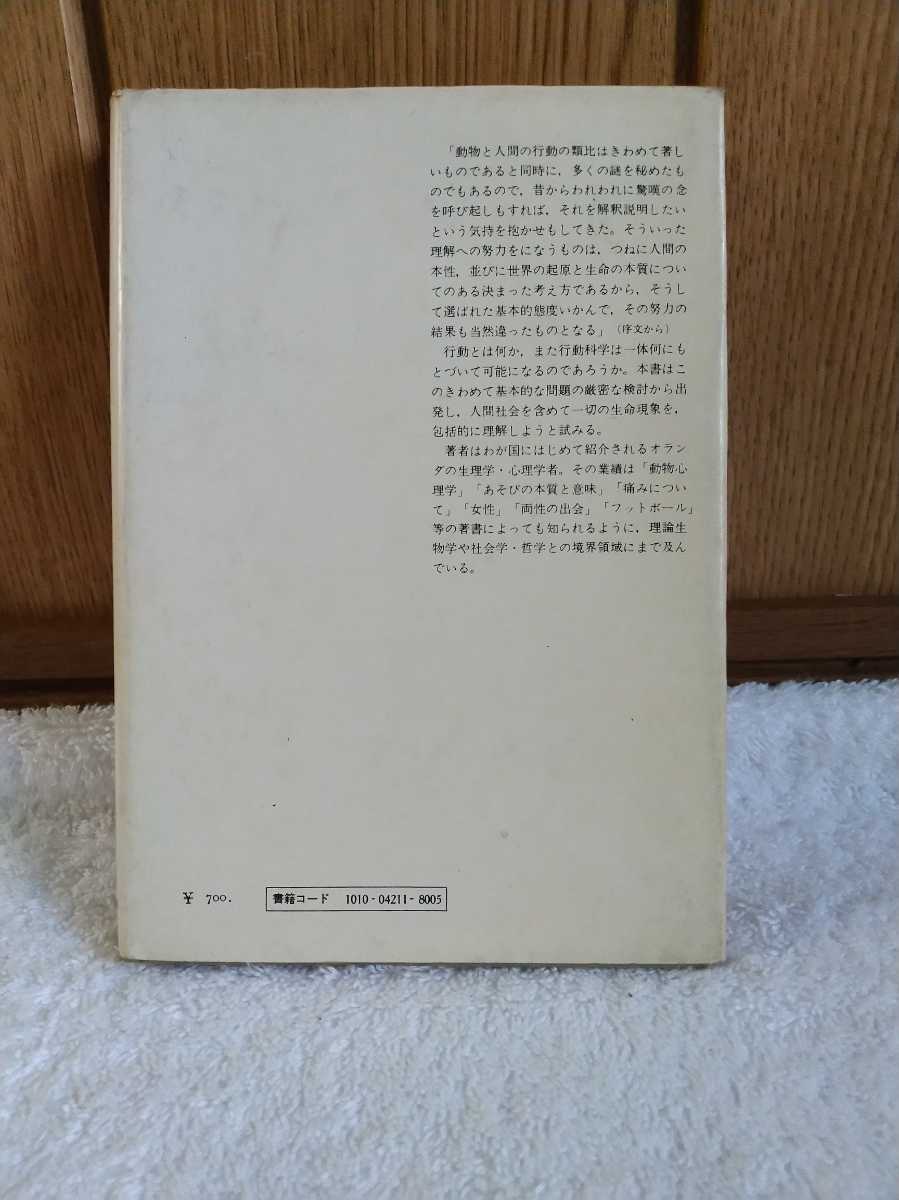 「動物と人間の行動の類比はきわめて著し
いものであると同時に，多くの謎を秘めたも
のでもあるので，昔からわれわれに驚嘆の念
を呼び起しもすれば，それを解釈説明したい
という気持を抱かせもしてきた。そういった
理解への努力をになうものは，つねに人間の
本性，並びに世界の起原と生命の本質につい
てのある決まった考え方であるから，そうし
て選ばれた基本的態度いかんで，その努力の
結果も当然違ったものとなる」（序文から）
行動とは何か，また行動科学は一体何にも
とづいて可能になるのであろうか。本書はこ
のきわめて基本的な問題の厳密な検討から出
発し，人間社会を含めて一切の生命現象を，
包括的に理解しようと試みる。
著者はわが国にはじめて紹介されるオラン
ダの生理学・心理学者。その業績は「動物心
理学」「あそびの本質と意味」「痛みについ
て」「女性」「両性の出会」「フットボール」
等の著書によっても知られるように，理論生
物学や社会学・哲学との境界領域にまで及ん
でいる。
¥ 700.
書籍コード 1010-04211-8005